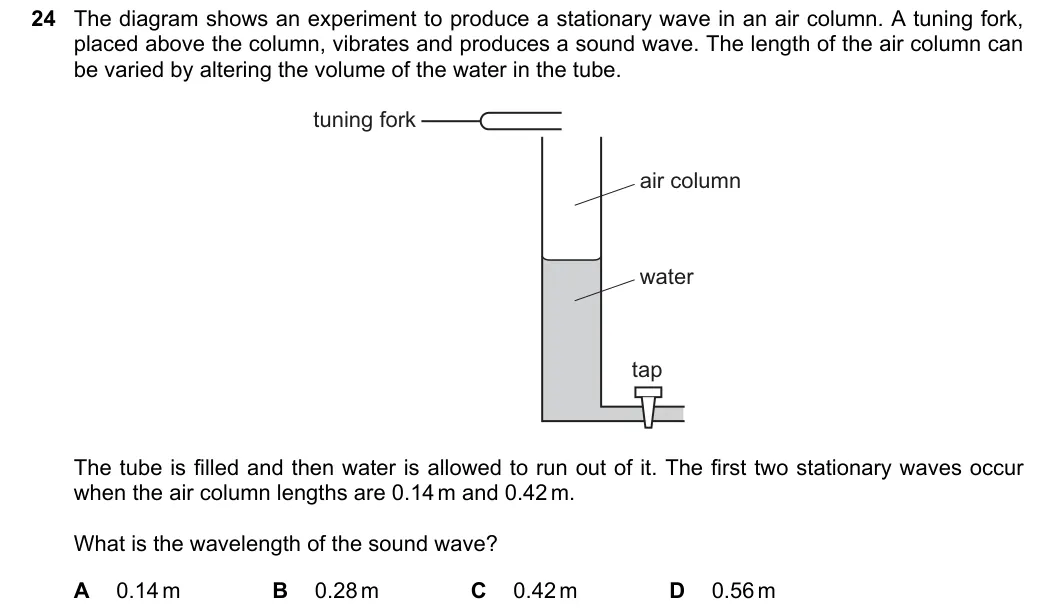 24 The diagram shows an experiment to produce a stationary wave in an air column. A tuning fork,
placed above the column, vibrates and produces a sound wave. The length of the air column can
be varied by altering the volume of the water in the tube.
tuning fork
air column
water
tap
The tube is filled and then water is allowed to run out of it. The first two stationary waves occur
when the air column lengths are 0.14 m and 0.42 m.
What is the wavelength of the sound wave?
A 0.14 m B 0.28 m C 0.42 m D 0.56 m